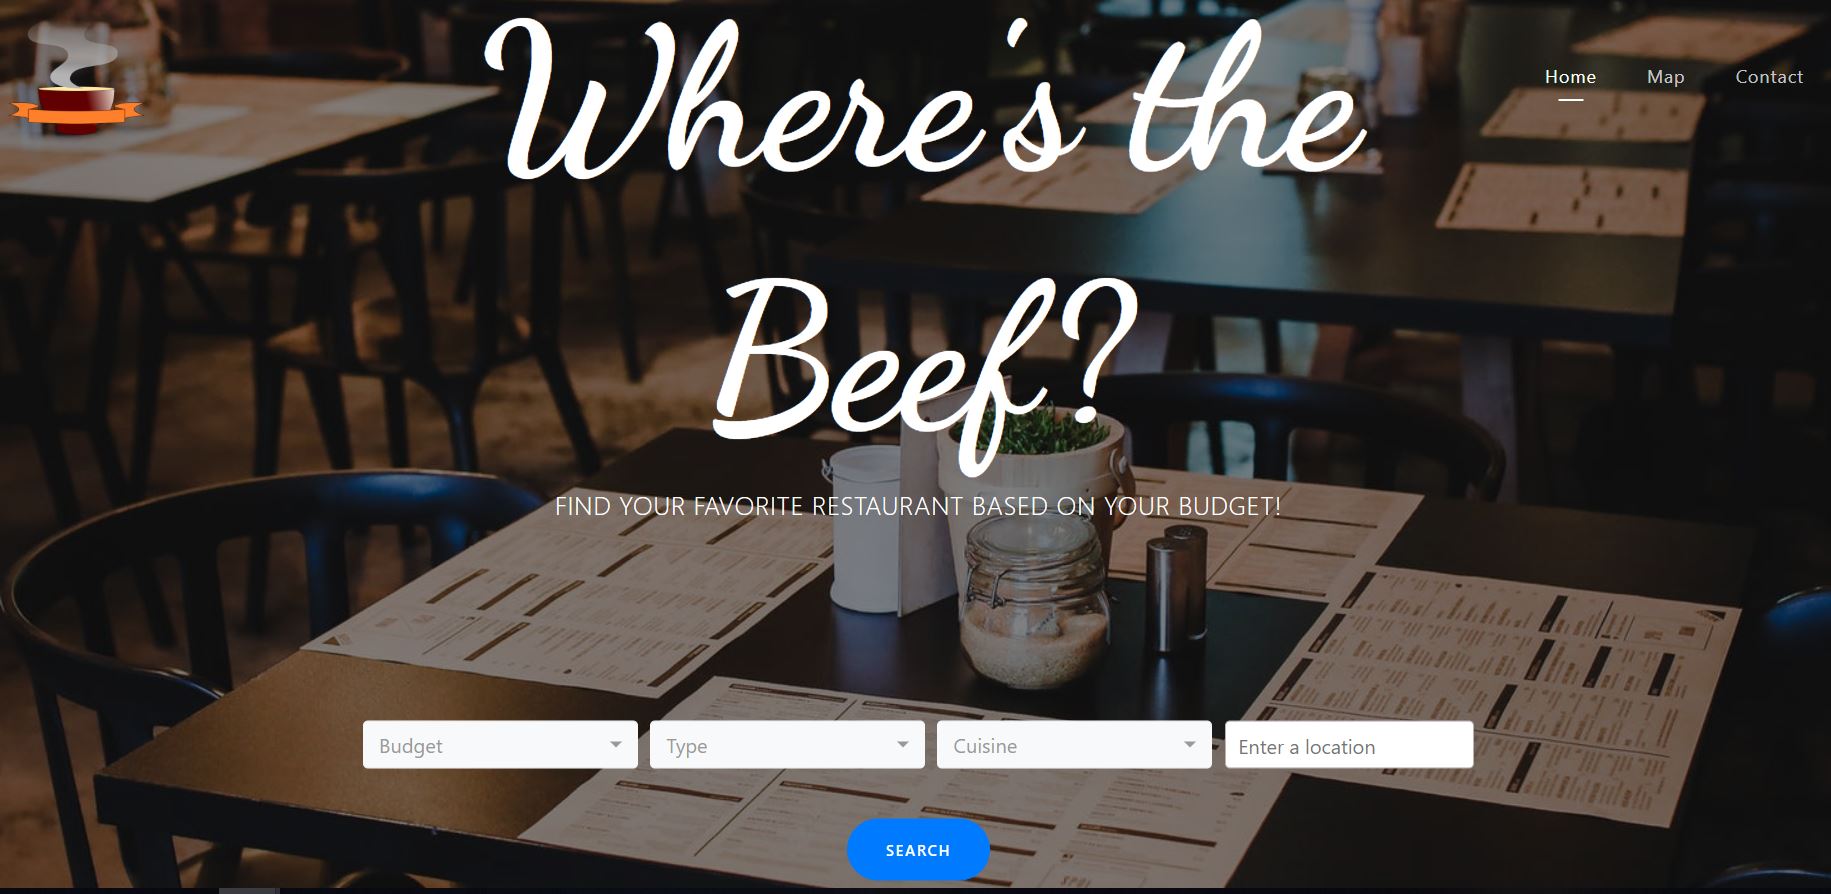 Where's the
Home Map Contact
Beef?
FIND YOUR FAVORITE RESTAURANT BASED ON YOUR BUDGET!
Budget Type Cuisine Enter a location
SEARCH